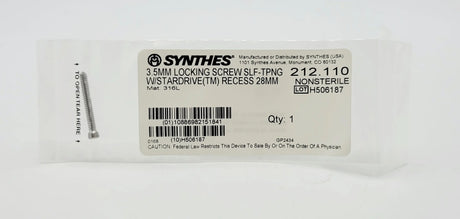 SYNTHES®
Manufactured or Distributed by SYNTHES (USA)
1101 Synthes Avenue, Monument, CO 80132
3.5MM LOCKING SCREW SLF-TPNG
W/STARDRIVE(TM) RECESS 28MM
Mat: 316L
212.110
NONSTERILE
LOT H506187
(01)10886982151841
Qty: 1
(10)H506187
GP2434
CAUTION: Federal Law Restricts This Device To Sale By Or On The Order Of A Physician.
TO OPEN TEAR HERE